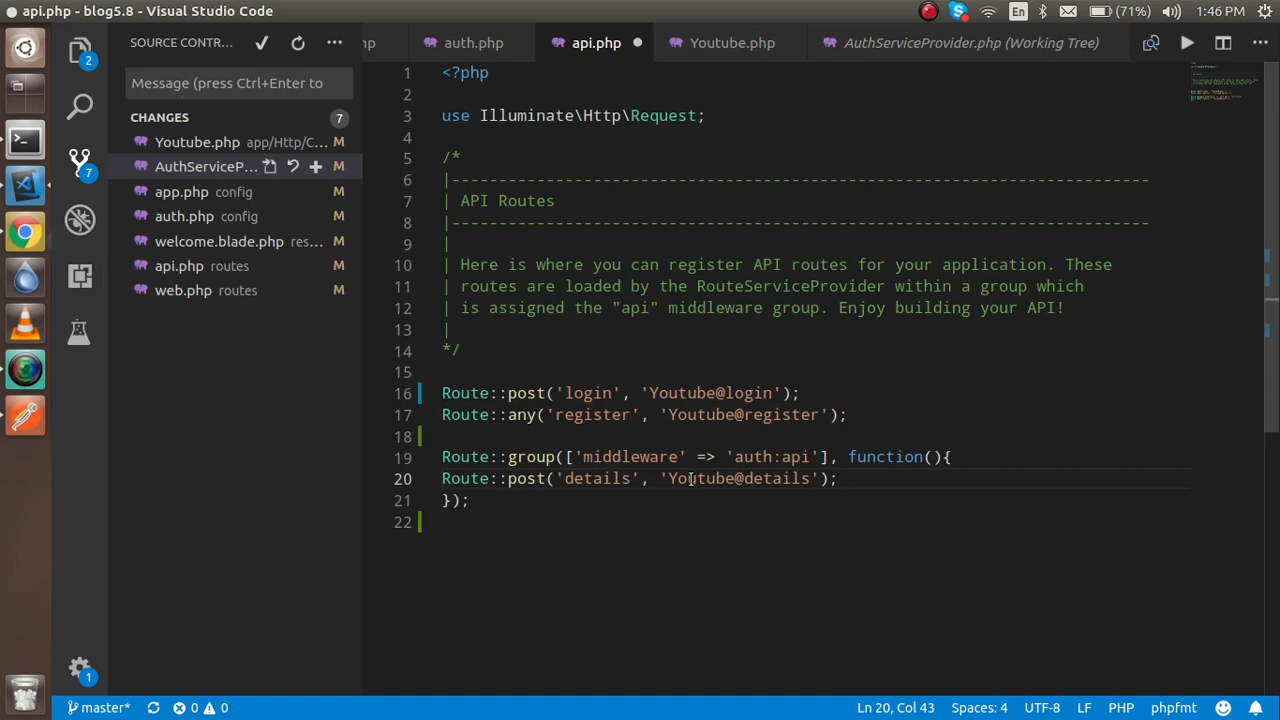 api.php - blog5.8 - Visual Studio Code
En
(71%)
1:46 PM
SOURCE CONTR...
hp
auth.php
api.php
Youtube.php
AuthServiceProvider.php (Working Tree)
2
Message (press Ctrl+Enter to
CHANGES 7
Youtube.php app/Http/C... M
AuthServiceP... M
7
app.php config M
auth.php config M
welcome.blade.php res... M
api.php routes M
web.php routes M
1 <?php
2
3 use Illuminate\Http\Request;
4
5 /*
6 |--------------------------------------------------------------------------
7 | API Routes
8 |--------------------------------------------------------------------------
9 |
10 | Here is where you can register API routes for your application. These
11 | routes are loaded by the RouteServiceProvider within a group which
12 | is assigned the "api" middleware group. Enjoy building your API!
13 |
14 */
15
16 Route::post('login', 'Youtube@login');
17 Route::any('register', 'Youtube@register');
18
19 Route::group(['middleware' => 'auth:api'], function(){
20 Route::post('details', 'Youtube@details');
21 });
22
1
master* 0 0 Ln 20, Col 43 Spaces: 4 UTF-8 LF PHP phpfmt